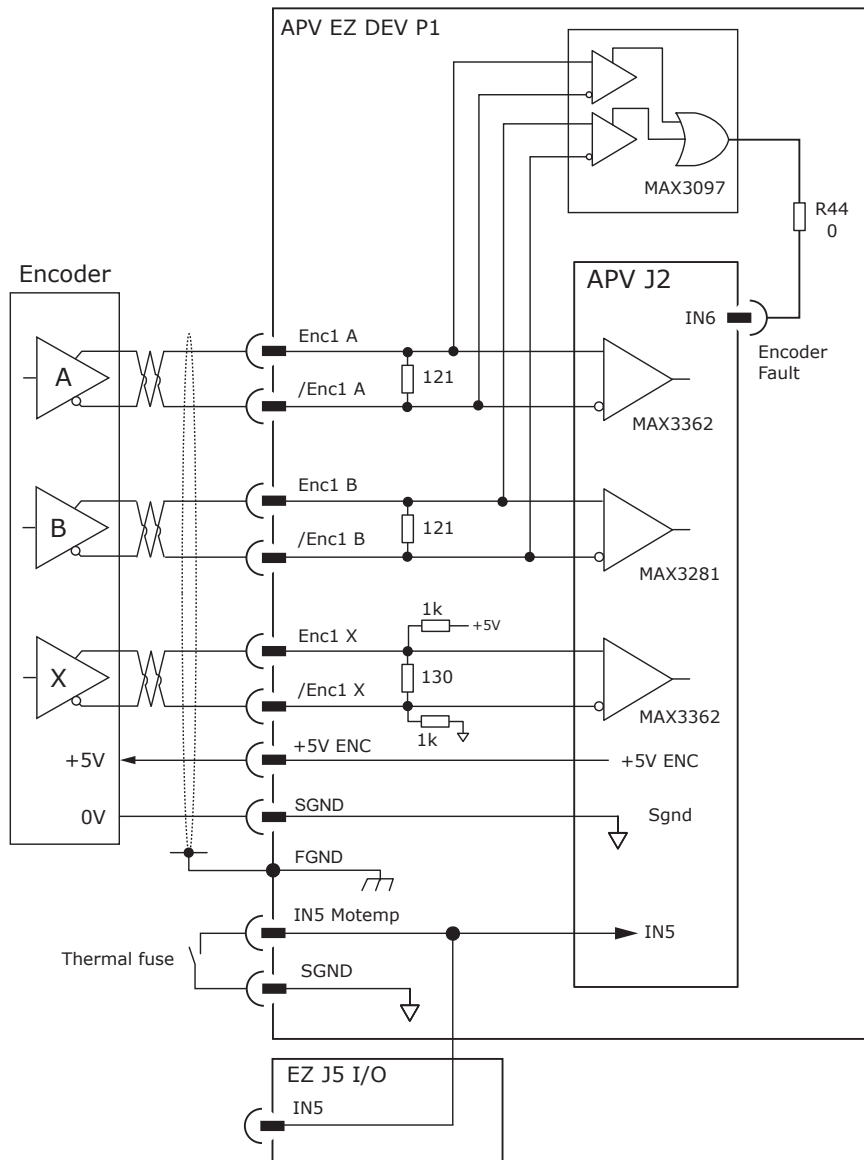 APV EZ DEV P1
MAX3097
R44
0
Encoder
APV J2
IN6
Encoder
Fault
A
Enc1 A
/Enc1 A
121
MAX3362
B
Enc1 B
/Enc1 B
121
MAX3281
X
Enc1 X
/Enc1 X
1k
+5V
130
1k
MAX3362
+5V
+5V ENC
+5V ENC
0V
SGND
Sgnd
FGND
IN5 Motemp
IN5
Thermal fuse
SGND
EZ J5 I/O
IN5